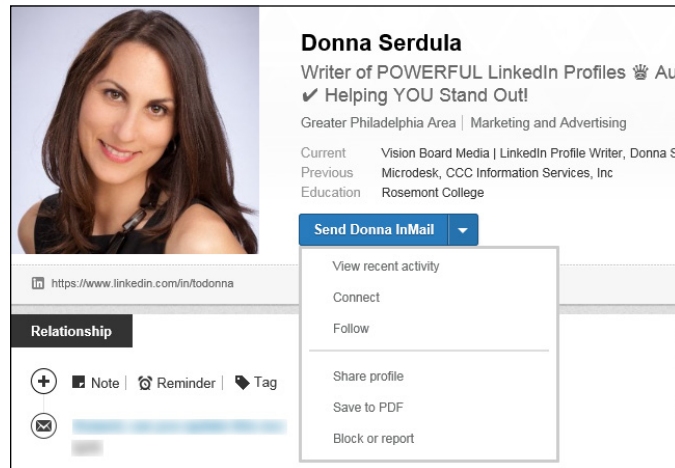 Donna Serdula
Writer of POWERFUL LinkedIn Profiles ♕ Au
✔ Helping YOU Stand Out!
Greater Philadelphia Area | Marketing and Advertising
Current Vision Board Media | LinkedIn Profile Writer, Donna S
Previous Microdesk, CCC Information Services, Inc
Education Rosemont College
Send Donna InMail
View recent activity
Connect
Follow
Share profile
Save to PDF
Block or report
in https://www.linkedin.com/in/todonna
Relationship
Note | Reminder | Tag